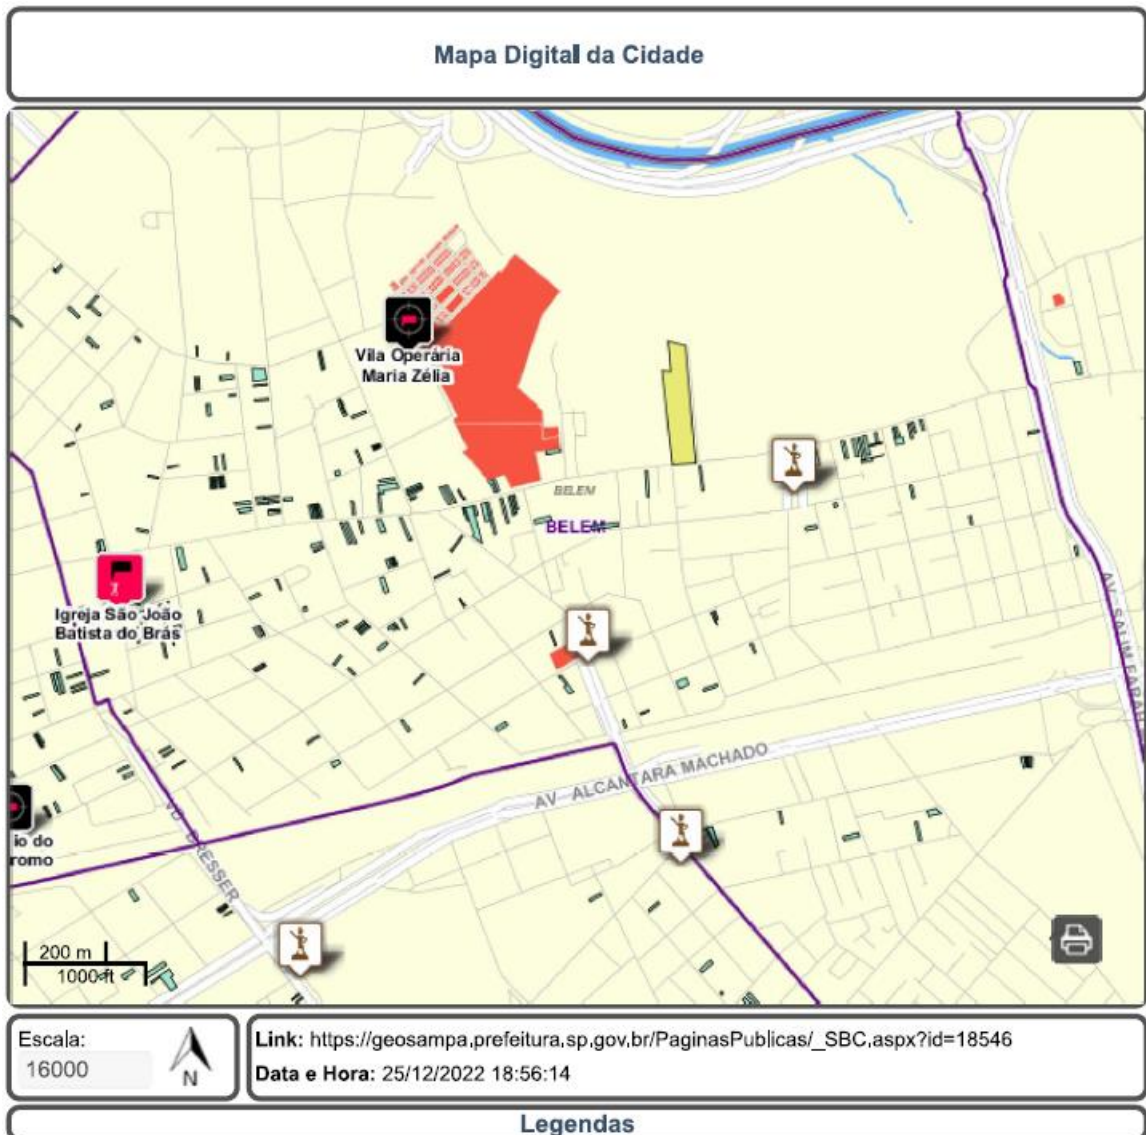 Mapa Digital da Cidade
Vila Operária
Maria Zélia
BELEM
BELEM
Igreja São João
Batista do Brás
AV SALIM FARAH
AV ALCANTARA MACHADO
io do
romo
VD BRESSER
200 m
1000 ft
Escala:
16000
N
Link: https://geosampa.prefeitura.sp.gov.br/PaginasPublicas/_SBC.aspx?id=18546
Data e Hora: 25/12/2022 18:56:14
Legendas